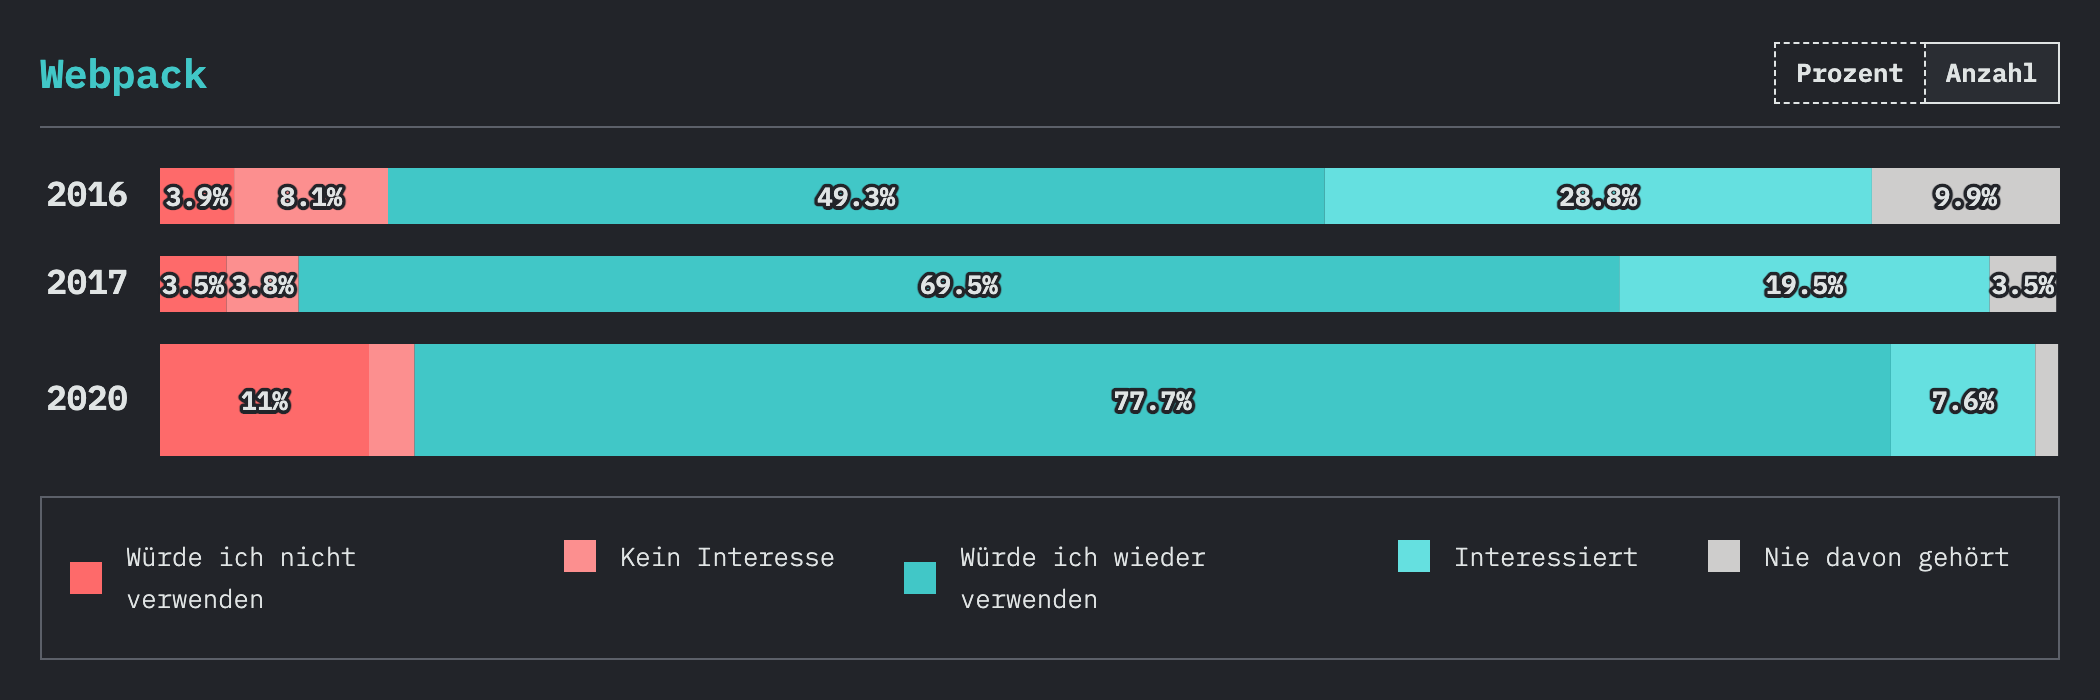 Webpack
Prozent Anzahl
2016 3.9% 8.1% 49.3% 28.8% 9.9%
2017 3.5% 3.8% 69.5% 19.5% 3.5%
2020 11% 77.7% 7.6%
Würde ich nicht verwenden
Kein Interesse
Würde ich wieder verwenden
Interessiert
Nie davon gehört